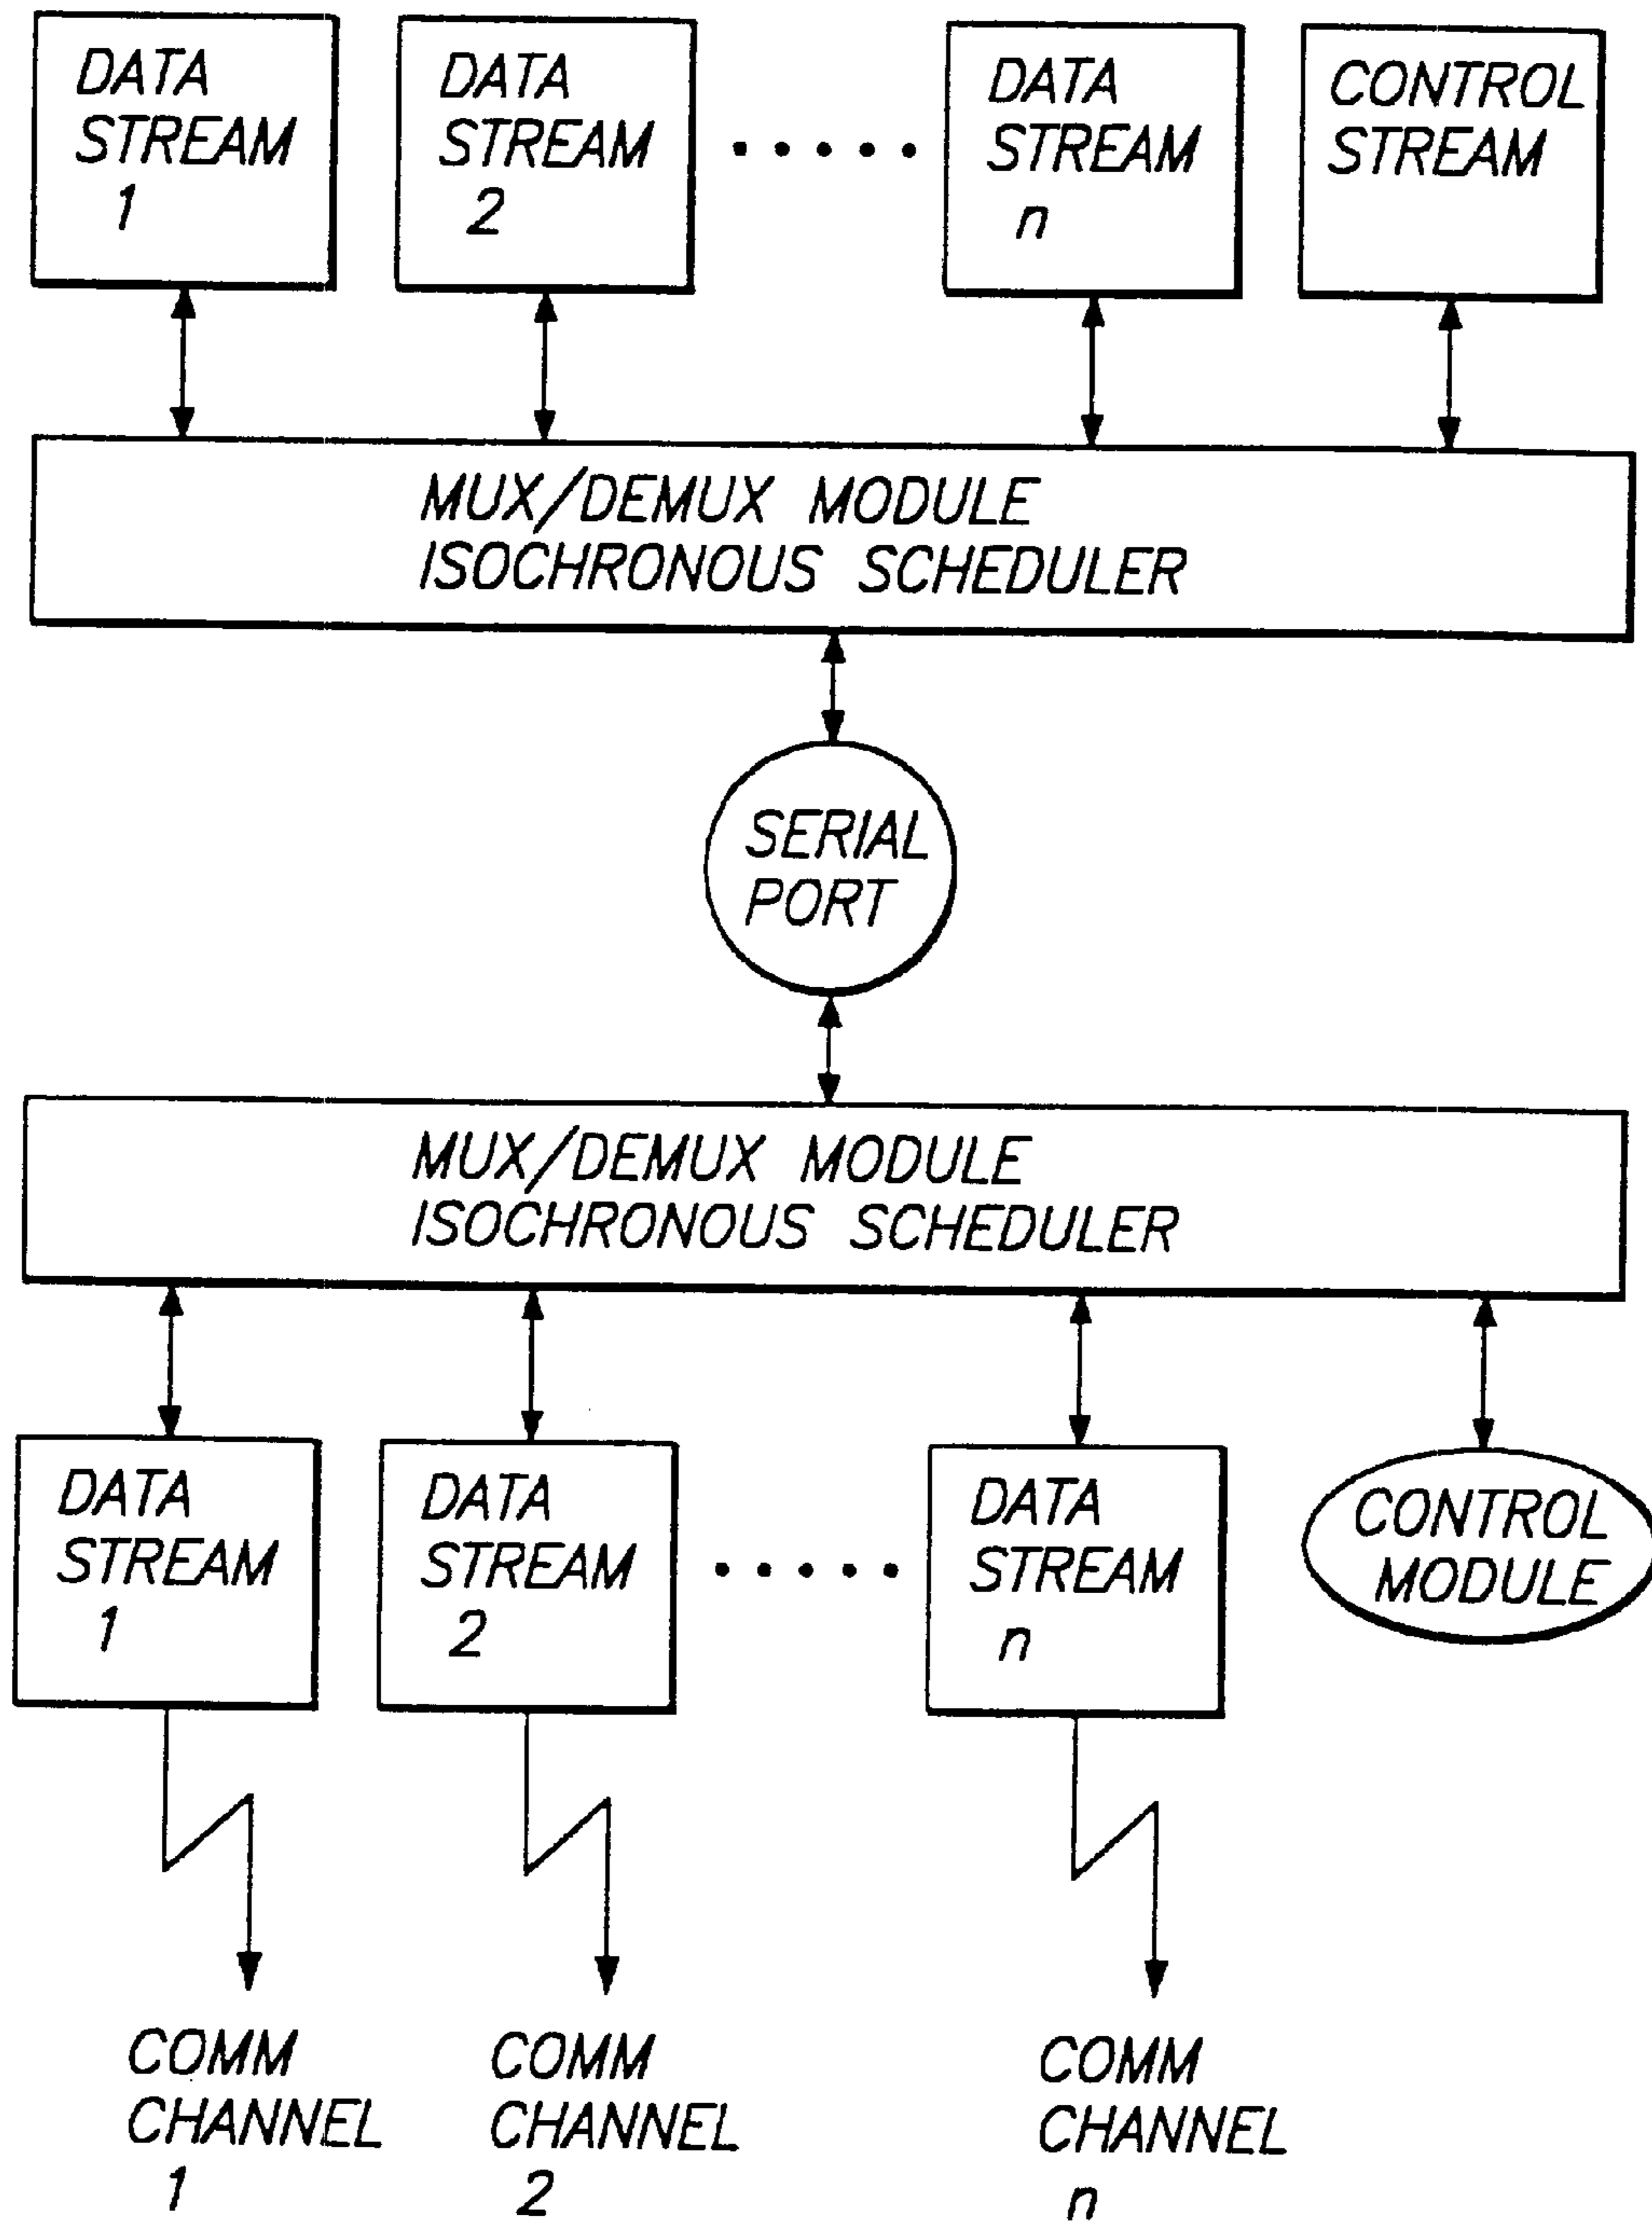 DATA
STREAM
1
DATA
STREAM
2
DATA
STREAM
n
CONTROL
STREAM
MUX/DEMUX MODULE
ISOCHRONOUS SCHEDULER
SERIAL
PORT
MUX/DEMUX MODULE
ISOCHRONOUS SCHEDULER
DATA
STREAM
1
DATA
STREAM
2
DATA
STREAM
n
CONTROL
MODULE
COMM
CHANNEL
1
COMM
CHANNEL
2
COMM
CHANNEL
n